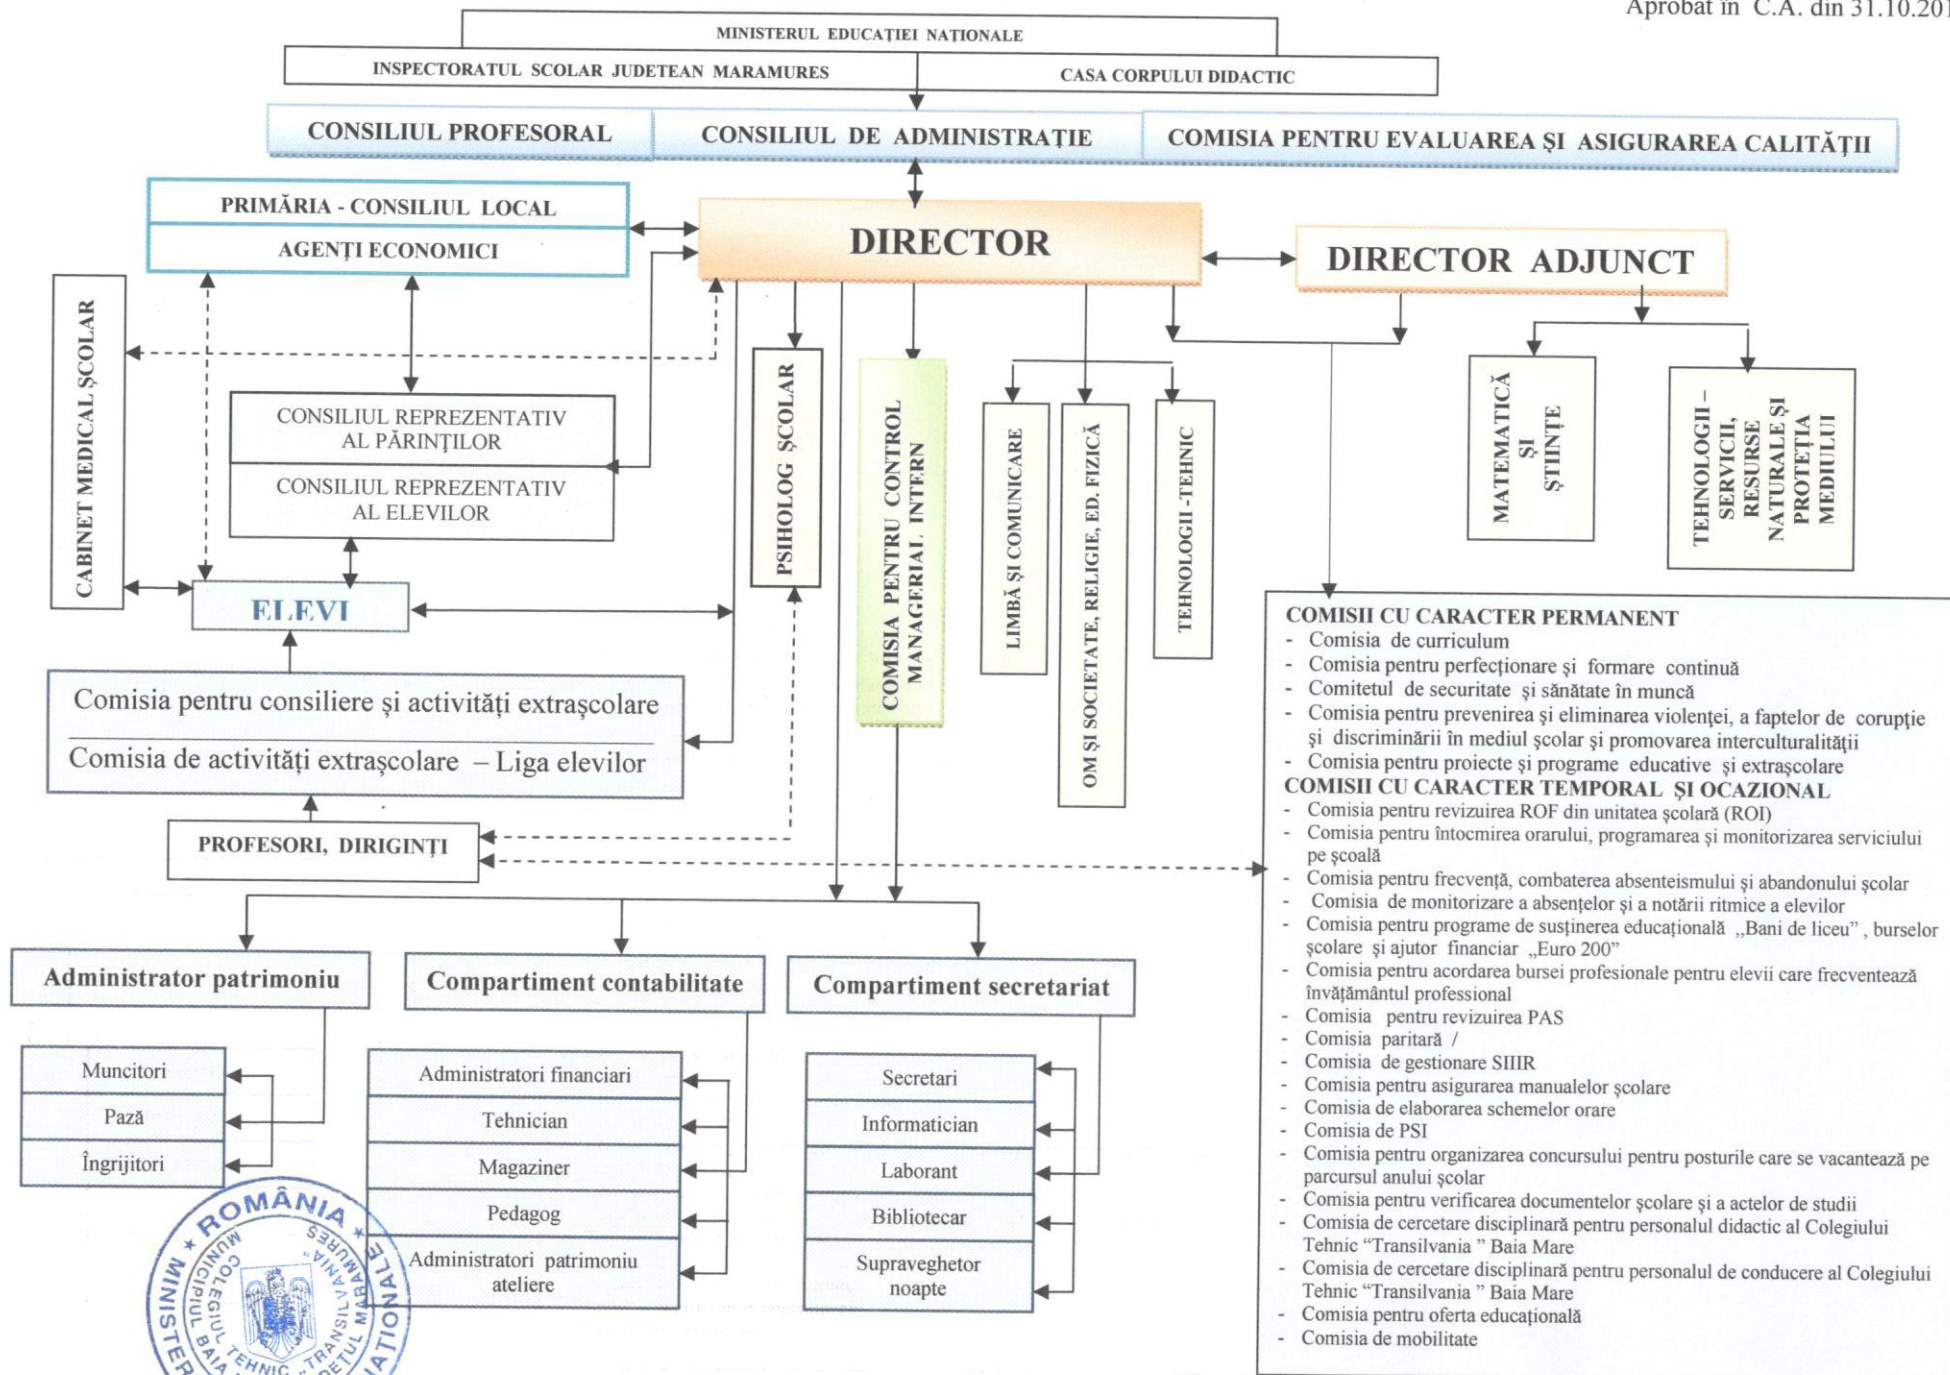 Aprobat în C.A. din 31.10.201
MINISTERUL EDUCAȚIEI NAȚIONALE
INSPECTORATUL SCOLAR JUDETEAN MARAMURES
CASA CORPULUI DIDACTIC
CONSILIUL PROFESORAL
CONSILIUL DE ADMINISTRAȚIE
COMISIA PENTRU EVALUAREA ȘI ASIGURAREA CALITĂȚII
PRIMĂRIA - CONSILIUL LOCAL
AGENȚI ECONOMICI
DIRECTOR
DIRECTOR ADJUNCT
CABINET MEDICAL ȘCOLAR
CONSILIUL REPREZENTATIV
AL PĂRINȚILOR
CONSILIUL REPREZENTATIV
AL ELEVILOR
ELEVI
PSIHOLOG ȘCOLAR
COMISIA PENTRU CONTROL
MANAGERIAL INTERN
LIMBĂ ȘI COMUNICARE
OM ȘI SOCIETATE, RELIGIE, ED. FIZICĂ
TEHNOLOGII -TEHNIC
MATEMATICĂ
ȘI
ȘTIINȚE
TEHNOLOGII –
SERVICII,
RESURSE
NATURALE ȘI
PROTEȚIA
MEDIULUI
Comisia pentru consiliere și activități extrașcolare
Comisia de activități extrașcolare – Liga elevilor
PROFESORI, DIRIGINȚI
Administrator patrimoniu
Muncitori
Pază
Îngrijitori
Compartiment contabilitate
Administratori financiari
Tehnician
Magaziner
Pedagog
Administratori patrimoniu
ateliere
Compartiment secretariat
Secretari
Informatician
Laborant
Bibliotecar
Supraveghetor
noapte
COMISII CU CARACTER PERMANENT
- Comisia de curriculum
- Comisia pentru perfecționare și formare continuă
- Comitetul de securitate și sănătate în muncă
- Comisia pentru prevenirea și eliminarea violenței, a faptelor de corupție
și discriminării în mediul școlar și promovarea interculturalității
- Comisia pentru proiecte și programe educative și extrașcolare
COMISII CU CARACTER TEMPORAL ȘI OCAZIONAL
- Comisia pentru revizuirea ROF din unitatea școlară (ROI)
- Comisia pentru întocmirea orarului, programarea și monitorizarea serviciului
pe școală
- Comisia pentru frecvență, combaterea absenteismului și abandonului școlar
- Comisia de monitorizare a absențelor și a notării ritmice a elevilor
- Comisia pentru programe de susținerea educațională „Bani de liceu” , burselor
școlare și ajutor financiar „Euro 200”
- Comisia pentru acordarea bursei profesionale pentru elevii care frecventează
învățământul professional
- Comisia pentru revizuirea PAS
- Comisia paritară /
- Comisia de gestionare SIIIR
- Comisia pentru asigurarea manualelor școlare
- Comisia de elaborarea schemelor orare
- Comisia de PSI
- Comisia pentru organizarea concursului pentru posturile care se vacantează pe
parcursul anului școlar
- Comisia pentru verificarea documentelor școlare și a actelor de studii
- Comisia de cercetare disciplinară pentru personalul didactic al Colegiului
Tehnic “Transilvania ” Baia Mare
- Comisia de cercetare disciplinară pentru personalul de conducere al Colegiului
Tehnic “Transilvania ” Baia Mare
- Comisia pentru oferta educațională
- Comisia de mobilitate
★ ROMÂNIA ★
MUNICIPIUL BAIA
COLEGIUL TEHNIC „TRANSILVANIA”